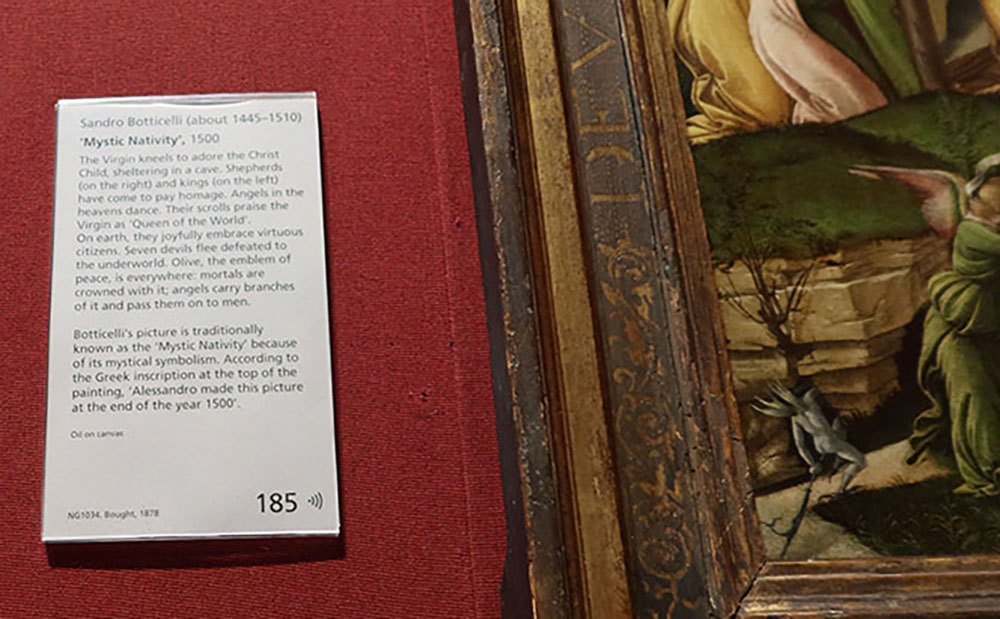 Sandro Botticelli (about 1445–1510)
'Mystic Nativity', 1500
The Virgin kneels to adore the Christ
Child, sheltering in a cave. Shepherds
(on the right) and kings (on the left)
have come to pay homage. Angels in the
heavens dance. Their scrolls praise the
Virgin as 'Queen of the World'.
On earth, they joyfully embrace virtuous
citizens. Seven devils flee defeated to
the underworld. Olive, the emblem of
peace, is everywhere: mortals are
crowned with it; angels carry branches
of it and pass them on to men.
Botticelli's picture is traditionally
known as the 'Mystic Nativity' because
of its mystical symbolism. According to
the Greek inscription at the top of the
painting, 'Alessandro made this picture
at the end of the year 1500'.
Oil on canvas
NG1034. Bought, 1878
185
IDEV